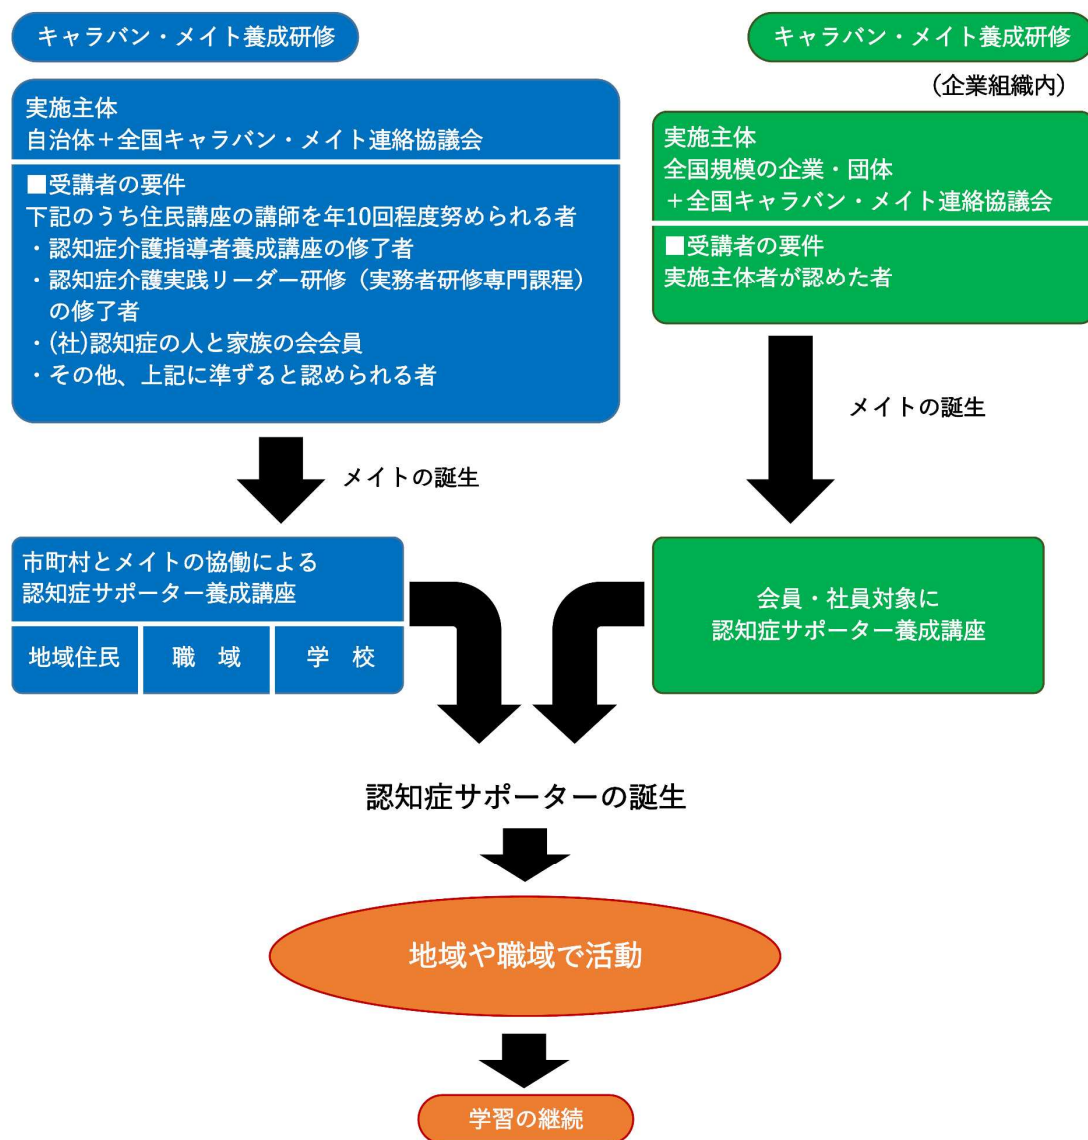 キャラバン・メイト養成研修
実施主体
自治体＋全国キャラバン・メイト連絡協議会
■受講者の要件
下記のうち住民講座の講師を年10回程度努められる者
・認知症介護指導者養成講座の修了者
・認知症介護実践リーダー研修（実務者研修専門課程）
の修了者
・(社)認知症の人と家族の会会員
・その他、上記に準ずると認められる者
メイトの誕生
市町村とメイトの協働による
認知症サポーター養成講座
地域住民
職　域
学　校
キャラバン・メイト養成研修
（企業組織内）
実施主体
全国規模の企業・団体
＋全国キャラバン・メイト連絡協議会
■受講者の要件
実施主体者が認めた者
メイトの誕生
会員・社員対象に
認知症サポーター養成講座
認知症サポーターの誕生
地域や職域で活動
学習の継続